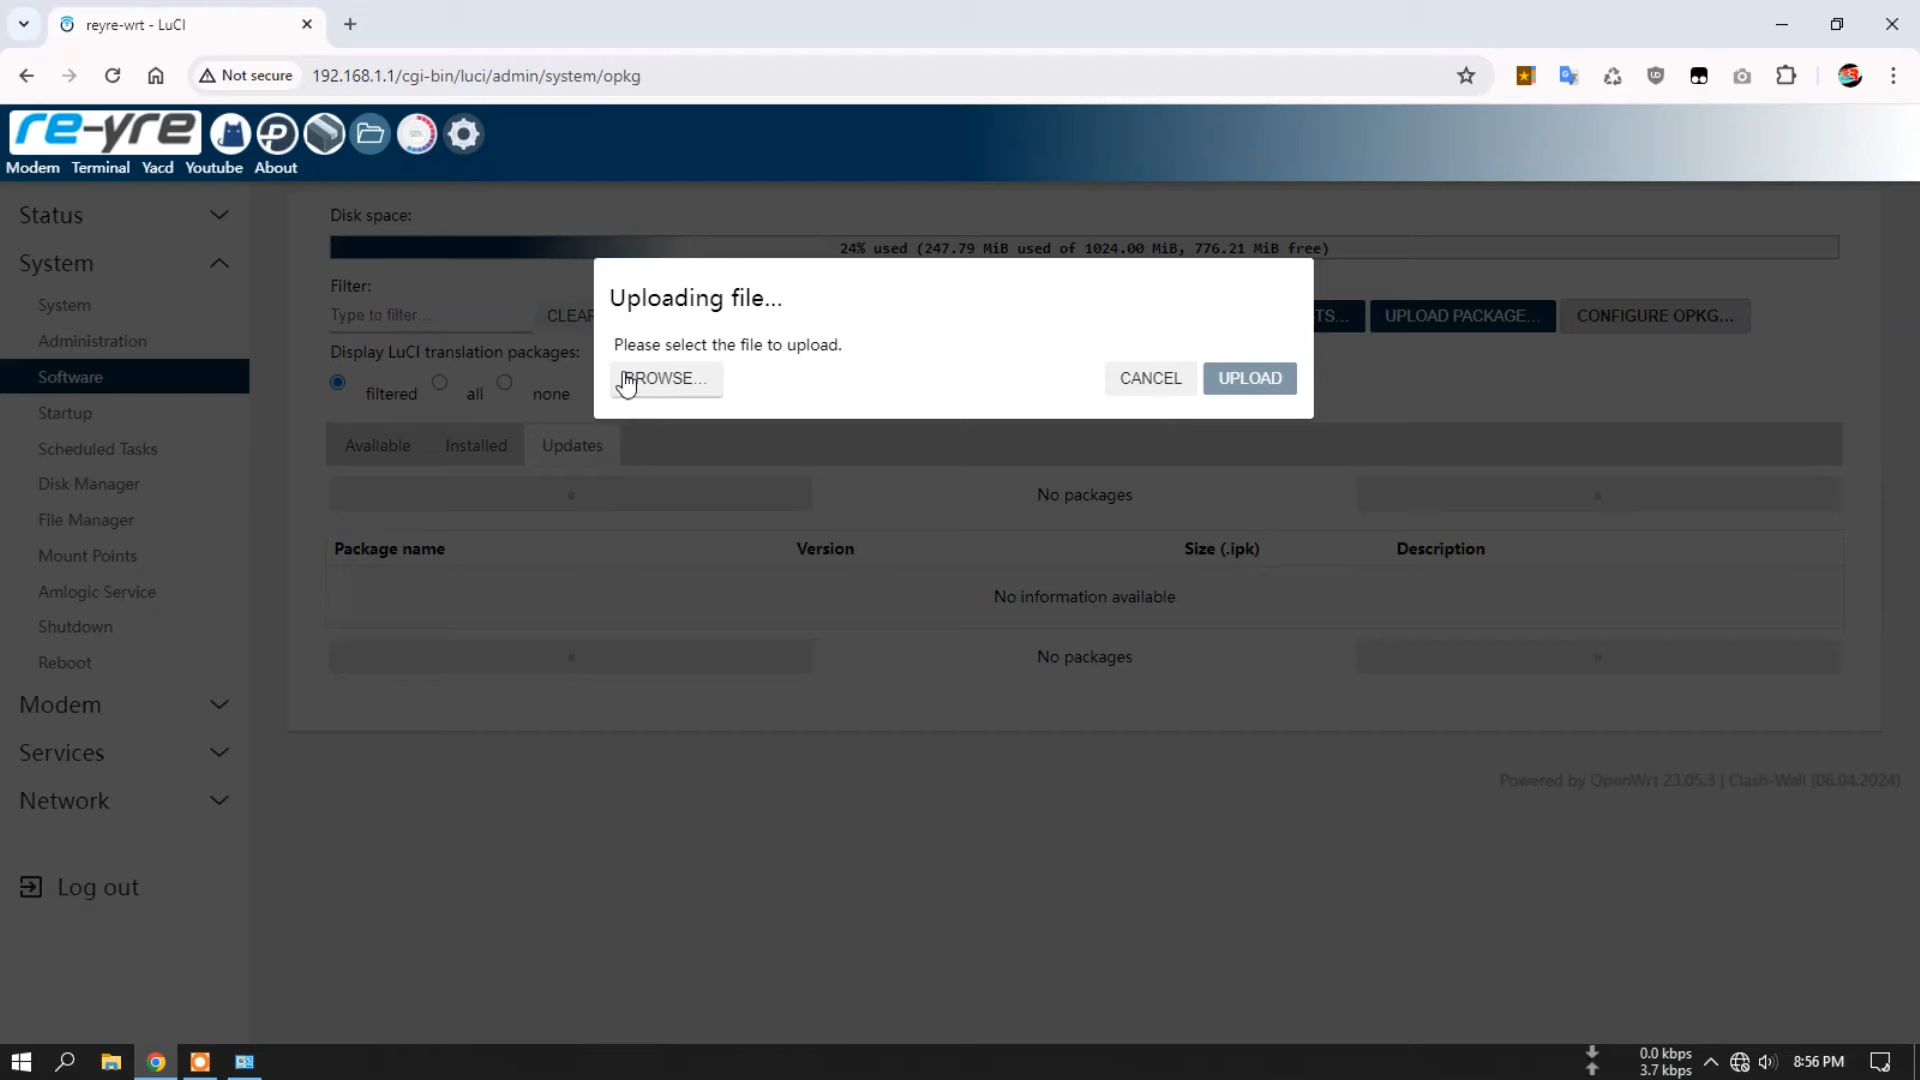 reyre-wrt - LuCI
Not secure 192.168.1.1/cgi-bin/luci/admin/system/opkg
re-yre
Modem Terminal Yacd Youtube About
Status
System
System
Administration
Software
Startup
Scheduled Tasks
Disk Manager
File Manager
Mount Points
Amlogic Service
Shutdown
Reboot
Modem
Services
Network
Log out
Disk space:
24% used (247.79 MiB used of 1024.00 MiB, 776.21 MiB free)
Filter:
Type to filter...
CLEAR
TS... UPLOAD PACKAGE... CONFIGURE OPKG...
Display LuCI translation packages:
filtered all none
Uploading file...
Please select the file to upload.
BROWSE... CANCEL UPLOAD
Available Installed Updates
« No packages »
Package name Version Size (.ipk) Description
No information available
« No packages »
Powered by OpenWrt 23.05.3 | Clash-Wall (06.04.2024)
0.0 kbps
3.7 kbps
8:56 PM